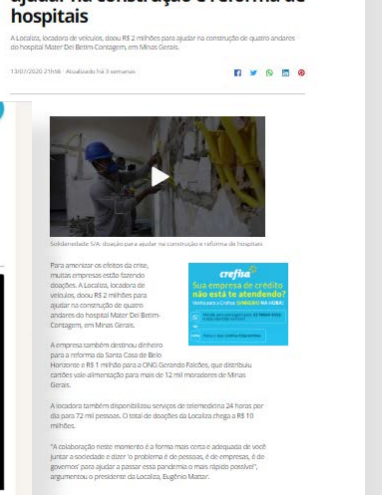 ajudar na construção e reforma de
hospitais
A Localiza, locadora de veículos, doou R$ 2 milhões para ajudar na construção de quatro andares
do hospital Mater Dei Betim-Contagem, em Minas Gerais.
13/07/2020 21h56 · Atualizado há 3 semanas
Solidariedade S/A: doação para ajudar na construção e reforma de hospitais
Para amenizar os efeitos da crise,
muitas empresas estão fazendo
doações. A Localiza, locadora de
veículos, doou R$ 2 milhões para
ajudar na construção de quatro
andares do hospital Mater Dei Betim-
Contagem, em Minas Gerais.
crefisa
Sua empresa de crédito
não está te atendendo?
A empresa também destinou dinheiro
para a reforma da Santa Casa de Belo
Horizonte e R$ 1 milhão para a ONG Gerando Falcões, que distribuiu
cartões vale-alimentação para mais de 12 mil moradores de Minas
Gerais.
A locadora também disponibilizou serviços de telemedicina 24 horas por
dia para 72 mil pessoas. O total de doações da Localiza chega a R$ 10
milhões.
"A colaboração neste momento é a forma mais certa e adequada de você
juntar a sociedade e dizer 'o problema é de pessoas, é de empresas, é de
governos' para ajudar a passar essa pandemia o mais rápido possível",
argumentou o presidente da Localiza, Eugênio Mattar.